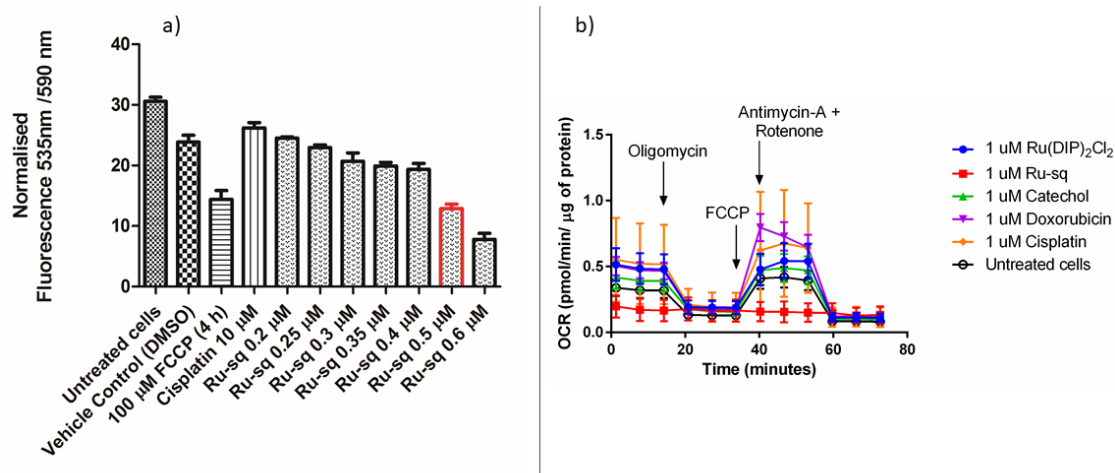 a)
Normalised
Fluorescence 535nm /590 nm
40
30
20
10
0
Untreated cells
Vehicle Control (DMSO)
100 µM FCCP (4 h)
Cisplatin 10 µM
Ru-sq 0.2 µM
Ru-sq 0.25 µM
Ru-sq 0.3 µM
Ru-sq 0.35 µM
Ru-sq 0.4 µM
Ru-sq 0.5 µM
Ru-sq 0.6 µM
b)
OCR (pmol/min/ µg of protein)
1.5
1.0
0.5
0.0
0
20
40
60
80
Time (minutes)
Oligomycin
FCCP
Antimycin-A +
Rotenone
1 uM Ru(DIP)₂Cl₂
1 uM Ru-sq
1 uM Catechol
1 uM Doxorubicin
1 uM Cisplatin
Untreated cells